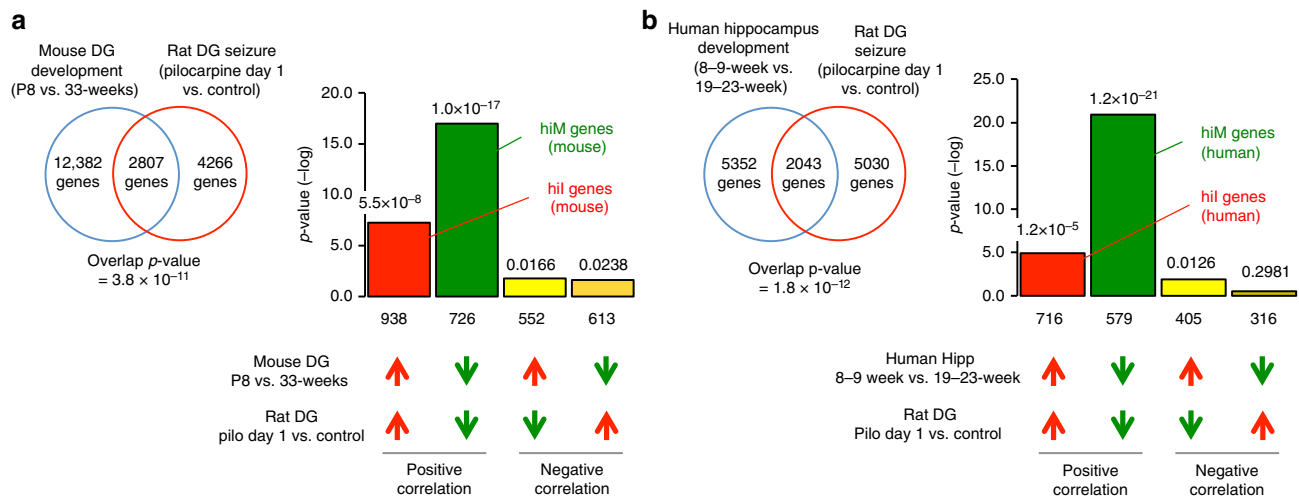 a
Mouse DG
development
(P8 vs. 33-weeks)
Rat DG seizure
(pilocarpine day 1
vs. control)
12,382
genes
2807
genes
4266
genes
Overlap p-value
= 3.8 × 10−11
p-value (−log)
20.0
15.0
10.0
5.0
0.0
5.5×10−8
1.0×10−17
0.0166
0.0238
hiM genes
(mouse)
hiI genes
(mouse)
938 726 552 613
Mouse DG
P8 vs. 33-weeks
Rat DG
pilo day 1 vs. control
Positive
correlation
Negative
correlation
b
Human hippocampus
development
(8–9-week vs.
19–23-week)
Rat DG
seizure
(pilocarpine day 1
vs. control)
5352
genes
2043
genes
5030
genes
Overlap p-value
= 1.8 × 10−12
p-value (−log)
25.0
20.0
15.0
10.0
5.0
0.0
1.2×10−5
1.2×10−21
0.0126
0.2981
hiM genes
(human)
hiI genes
(human)
716 579 405 316
Human Hipp
8–9 week vs. 19–23-week
Rat DG
Pilo day 1 vs. control
Positive
correlation
Negative
correlation